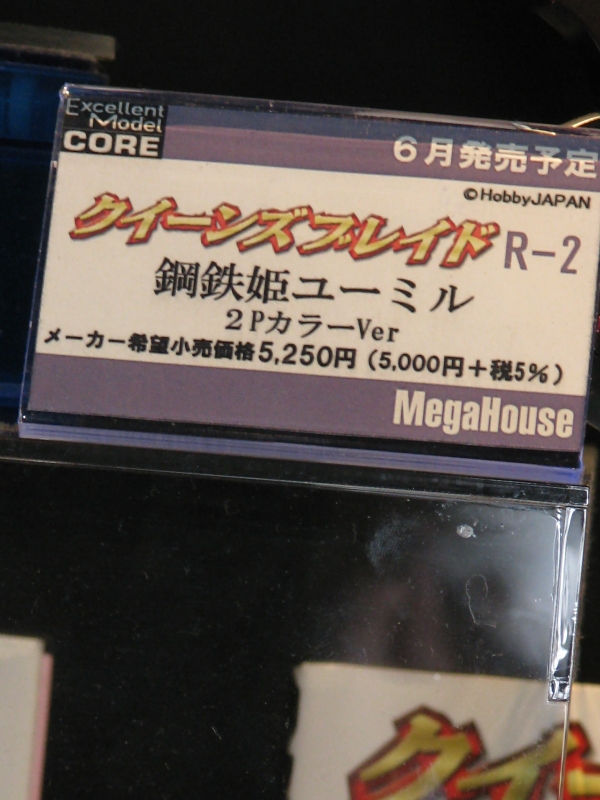 Excellent
Model
CORE
6月発売予定
©HobbyJAPAN
クイーンズブレイド R-2
鋼鉄姫ユーミル
2PカラーVer
メーカー希望小売価格5,250円(5,000円+税5%)
MegaHouse
クイ